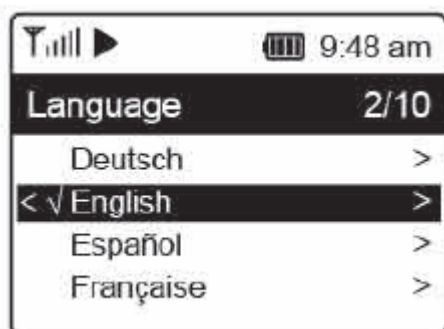 9:48 am
Language 2/10
Deutsch >
< √ English >
Español >
Française >